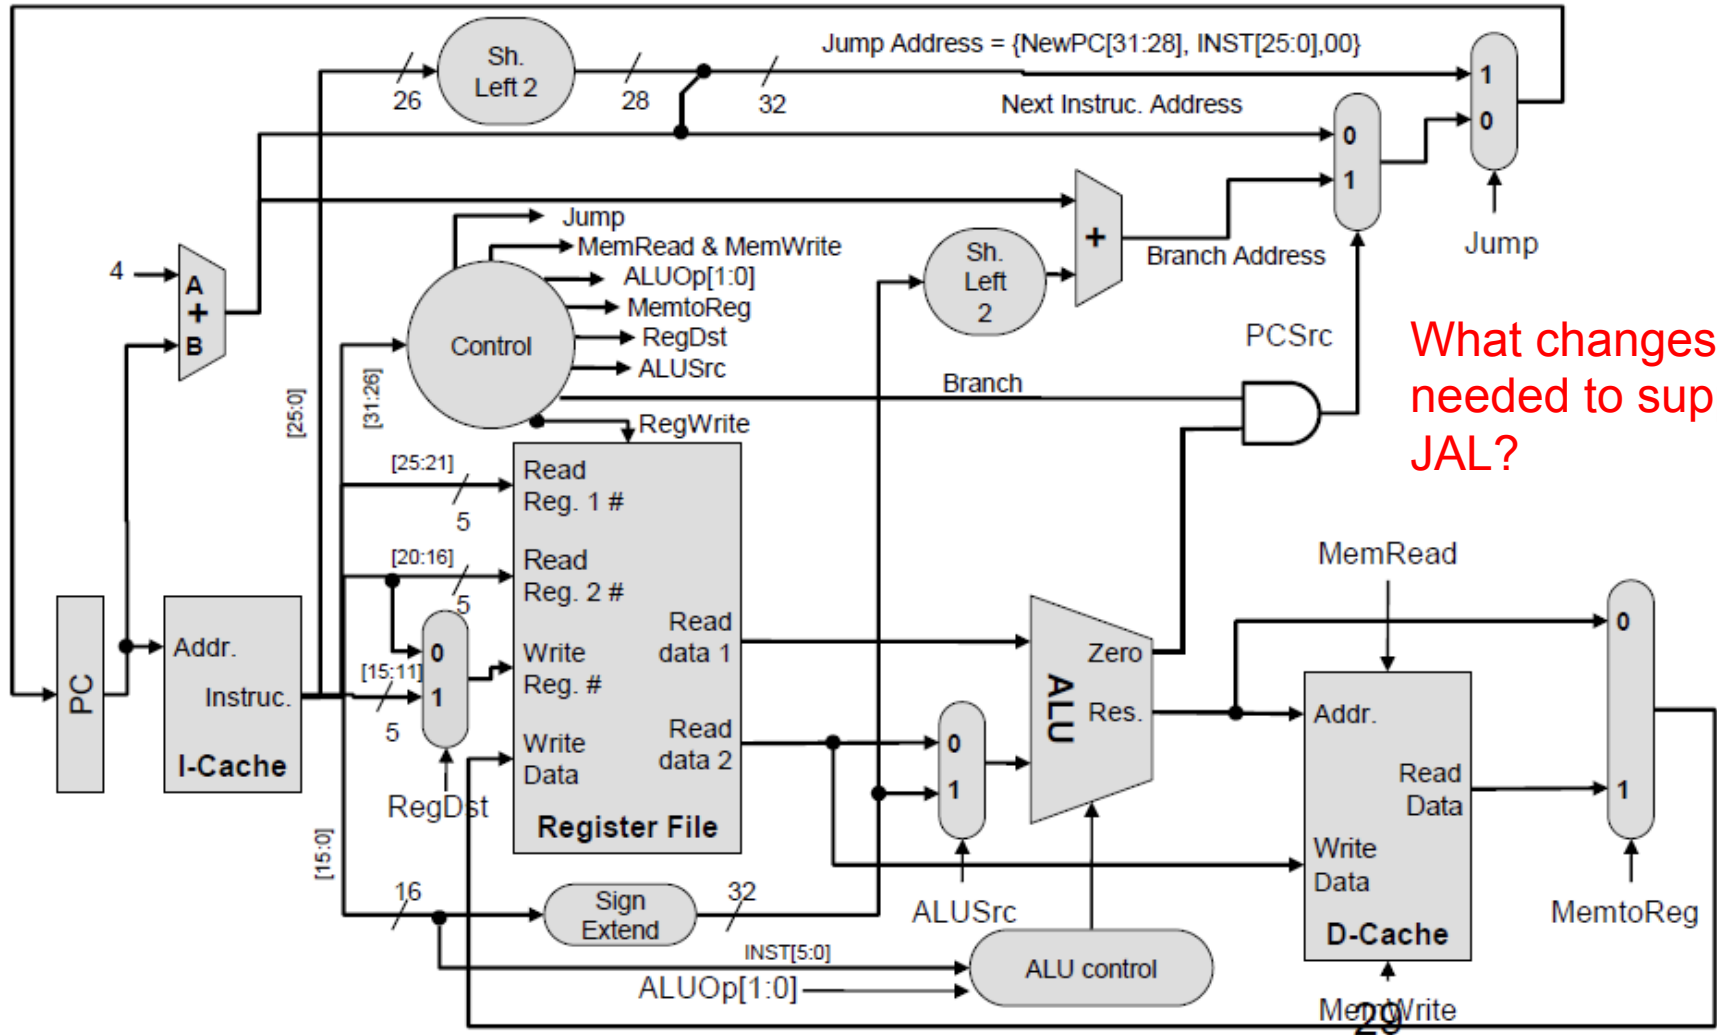 Jump Address = {NewPC[31:28], INST[25:0],00}
Sh.
Left 2
26
28
32
1
0
Next Instruc. Address
0
1
Jump
Jump
MemRead & MemWrite
ALUOp[1:0]
MemtoReg
RegDst
ALUSrc
Control
Branch
RegWrite
4
A
+
B
Sh.
Left
2
+
Branch Address
PCSrc
What changes
needed to sup
JAL?
[25:0]
[31:26]
[25:21]
5
Read
Reg. 1 #
[20:16]
5
Read
Reg. 2 #
PC
Addr.
Instruc.
I-Cache
[15:11]
5
0
1
RegDst
Write
Reg. #
Write
Data
Read
data 1
Read
data 2
Register File
0
1
ALUSrc
ALU
Zero
Res.
MemRead
Addr.
Read
Data
Write
Data
D-Cache
MemWrite
29
0
1
MemtoReg
[15:0]
16
Sign
Extend
32
INST[5:0]
ALUOp[1:0]
ALU control